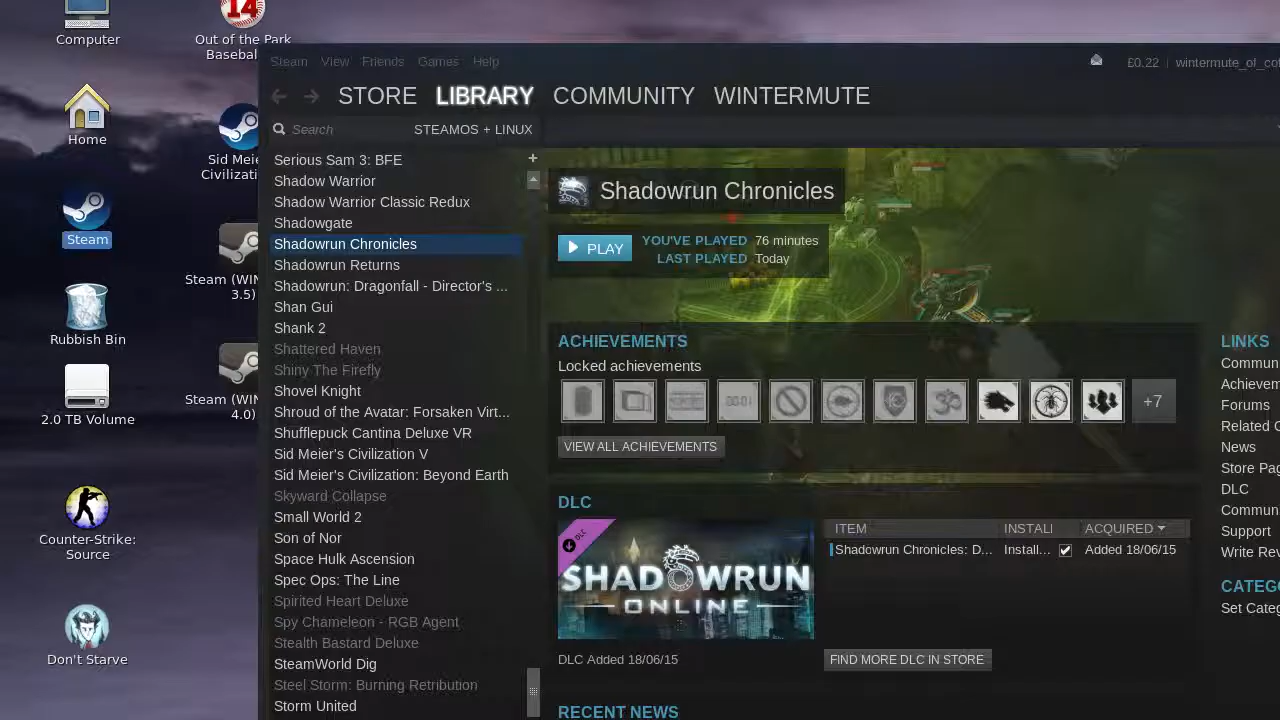 Computer
Out of the Park
Basebal
Home
Sid Meie
Civilizati
Steam
Steam (WIN
3.5)
Rubbish Bin
Steam (WIN
4.0)
2.0 TB Volume
Counter-Strike:
Source
Don't Starve
Steam View Friends Games Help
£0.22
STORE LIBRARY COMMUNITY WINTERMUTE
Search STEAMOS + LINUX
Serious Sam 3: BFE
Shadow Warrior
Shadow Warrior Classic Redux
Shadowgate
Shadowrun Chronicles
Shadowrun Returns
Shadowrun: Dragonfall - Director's ...
Shan Gui
Shank 2
Shattered Haven
Shiny The Firefly
Shovel Knight
Shroud of the Avatar: Forsaken Virt...
Shufflepuck Cantina Deluxe VR
Sid Meier's Civilization V
Sid Meier's Civilization: Beyond Earth
Skyward Collapse
Small World 2
Son of Nor
Space Hulk Ascension
Spec Ops: The Line
Spirited Heart Deluxe
Spy Chameleon - RGB Agent
Stealth Bastard Deluxe
SteamWorld Dig
Steel Storm: Burning Retribution
Storm United
Shadowrun Chronicles
PLAY
YOU'VE PLAYED 76 minutes
LAST PLAYED Today
ACHIEVEMENTS
Locked achievements
+7
VIEW ALL ACHIEVEMENTS
DLC
DLC
SHADOWRUN
ONLINE
ITEM INSTALI ACQUIRED
Shadowrun Chronicles: D... Install... Added 18/06/15
DLC Added 18/06/15
FIND MORE DLC IN STORE
RECENT NEWS
LINKS
Commun
Achievem
Forums
Related G
News
Store Pag
DLC
Commun
Support
Write Rev
CATEGO
Set Categ